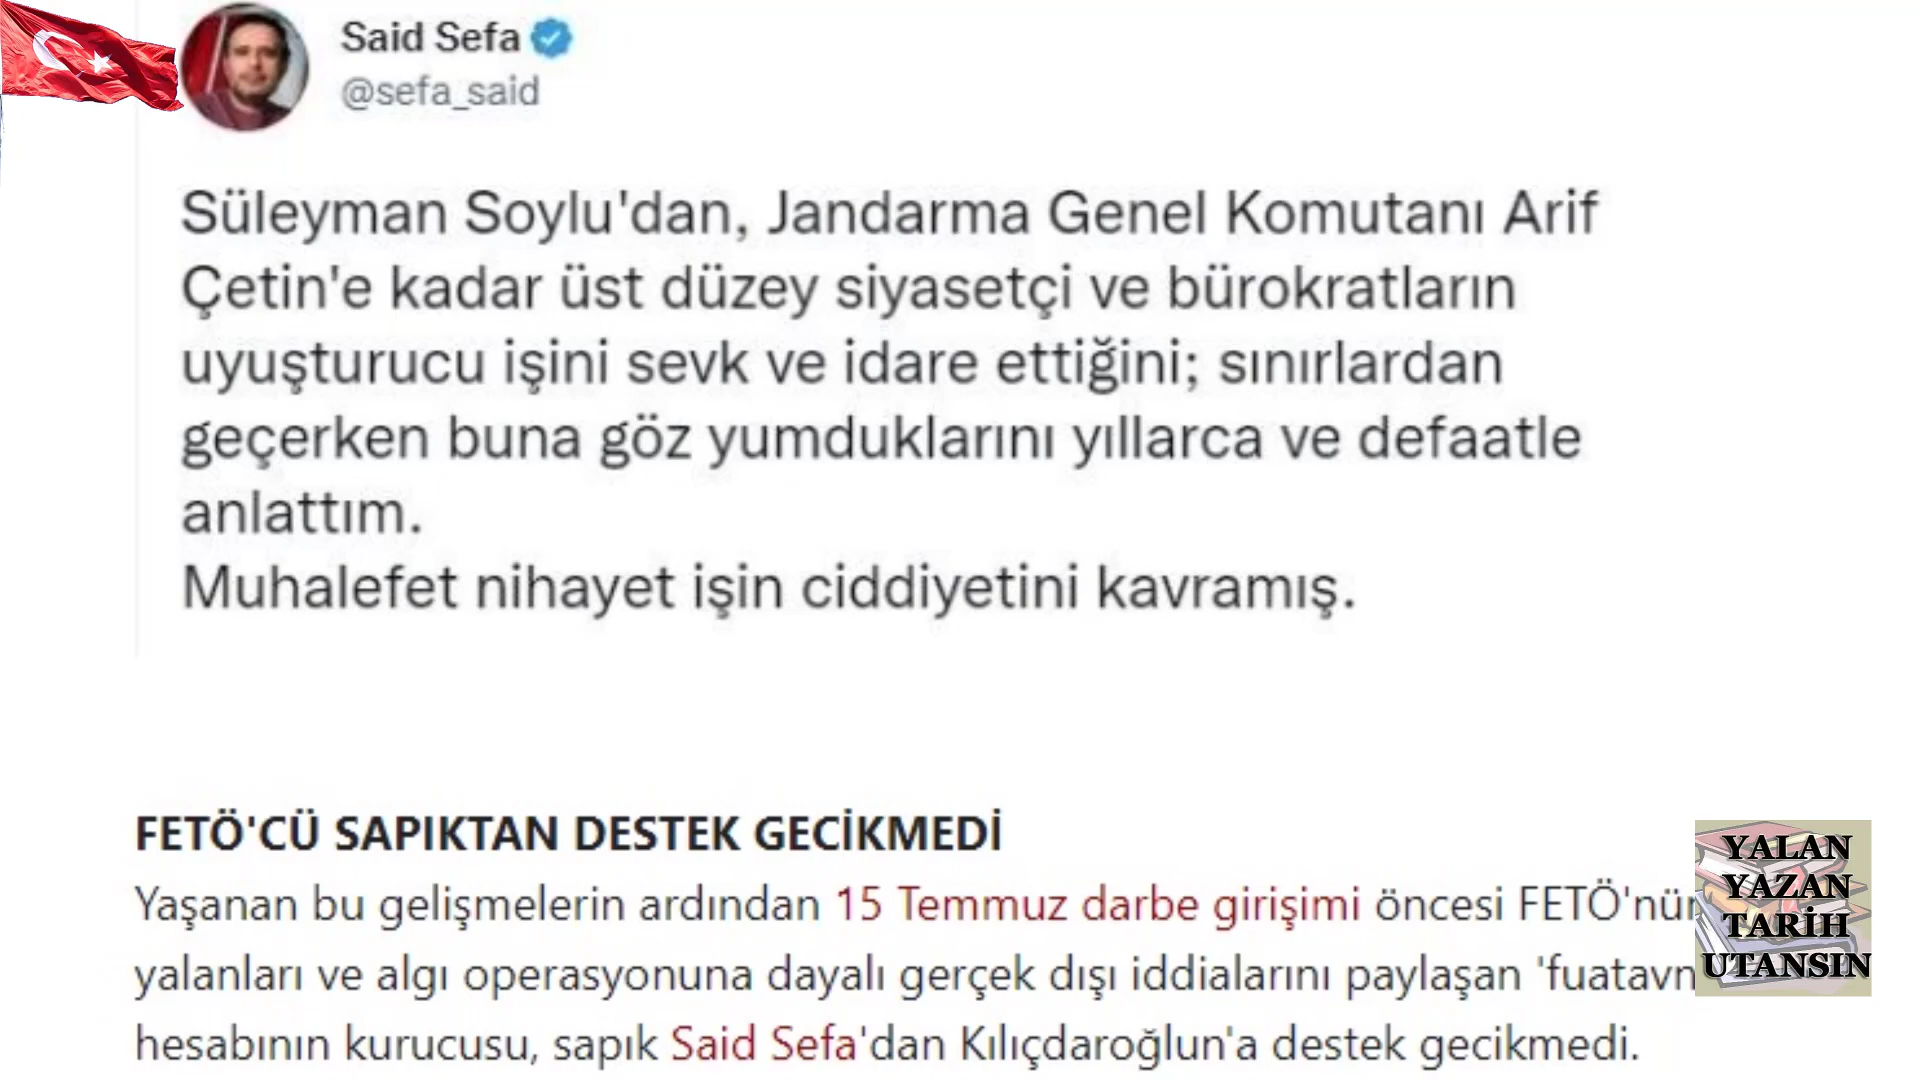 Said Sefa
@sefa_said
Süleyman Soylu'dan, Jandarma Genel Komutanı Arif
Çetin'e kadar üst düzey siyasetçi ve bürokratların
uyuşturucu işini sevk ve idare ettiğini; sınırlardan
geçerken buna göz yumduklarını yıllarca ve defaatle
anlattım.
Muhalefet nihayet işin ciddiyetini kavramış.
FETÖ'CÜ SAPIKTAN DESTEK GECİKMEDİ
Yaşanan bu gelişmelerin ardından 15 Temmuz darbe girişimi öncesi FETÖ'nün
yalanları ve algı operasyonuna dayalı gerçek dışı iddialarını paylaşan 'fuatavn
hesabının kurucusu, sapık Said Sefa'dan Kılıçdaroğlun'a destek gecikmedi.
YALAN
YAZAN
TARİH
UTANSIN